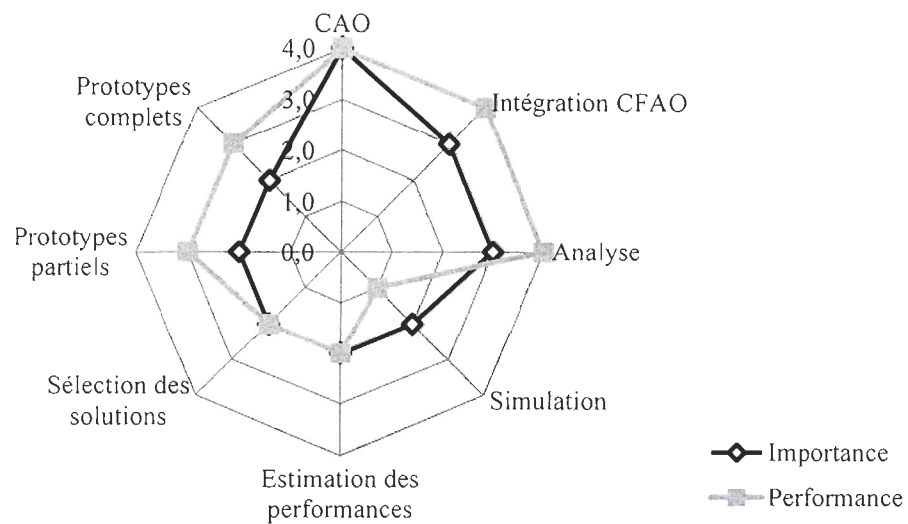 CAO
4,0
Prototypes
complets
3,0
Intégration CFAO
2,0
1,0
Prototypes
partiels
0,0
Analyse
Sélection des
solutions
Simulation
Estimation des
performances
Importance
Performance